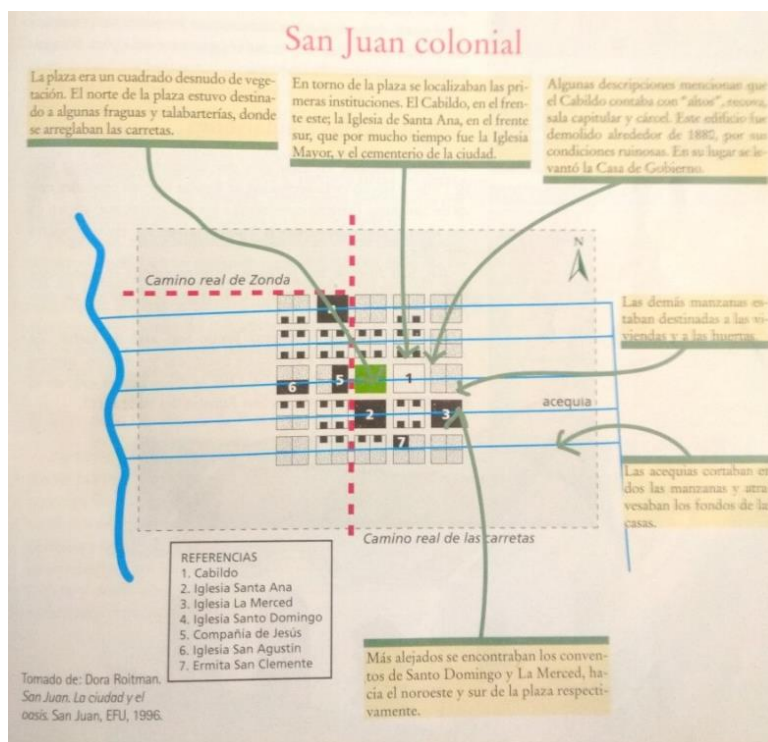 San Juan colonial
La plaza era un cuadrado desnudo de vege-
tación. El norte de la plaza estuvo destina-
do a algunas fraguas y talabarterías, donde
se arreglaban las carretas.
En torno de la plaza se localizaban las pri-
meras instituciones. El Cabildo, en el fren-
te este; la Iglesia de Santa Ana, en el frente
sur, que por mucho tiempo fue la Iglesia
Mayor, y el cementerio de la ciudad.
Algunas descripciones mencionan que
el Cabildo contaba con "altos", recova,
sala capitular y cárcel. Este edificio fue
demolido alrededor de 1882, por sus
condiciones ruinosas. En su lugar se le-
vantó la Casa de Gobierno.
N
Camino real de Zonda
Las demás manzanas es-
taban destinadas a las vi-
viendas y a las huertas.
5
1
6
acequia
2
3
7
Las acequias cortaban en
dos las manzanas y atra
vesaban los fondos de la
casas.
Camino real de las carretas
REFERENCIAS
1. Cabildo
2. Iglesia Santa Ana
3. Iglesia La Merced
4. Iglesia Santo Domingo
5. Compañia de Jesús
6. Iglesia San Agustín
7. Ermita San Clemente
Más alejados se encontraban los conven-
tos de Santo Domingo y La Merced, ha-
cia el noroeste y sur de la plaza respecti-
vamente.
Tomado de: Dora Roitman.
San Juan. La ciudad y el
oasis. San Juan, EFU, 1996.